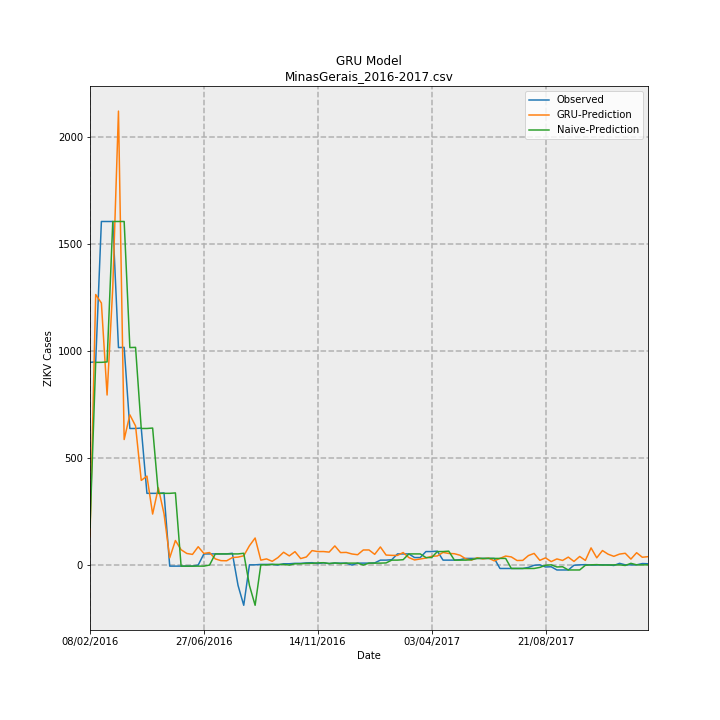 GRU Model
MinasGerais_2016-2017.csv
Observed
GRU-Prediction
Naive-Prediction
2000
1500
1000
500
0
ZIKV Cases
08/02/2016 27/06/2016 14/11/2016 03/04/2017 21/08/2017
Date